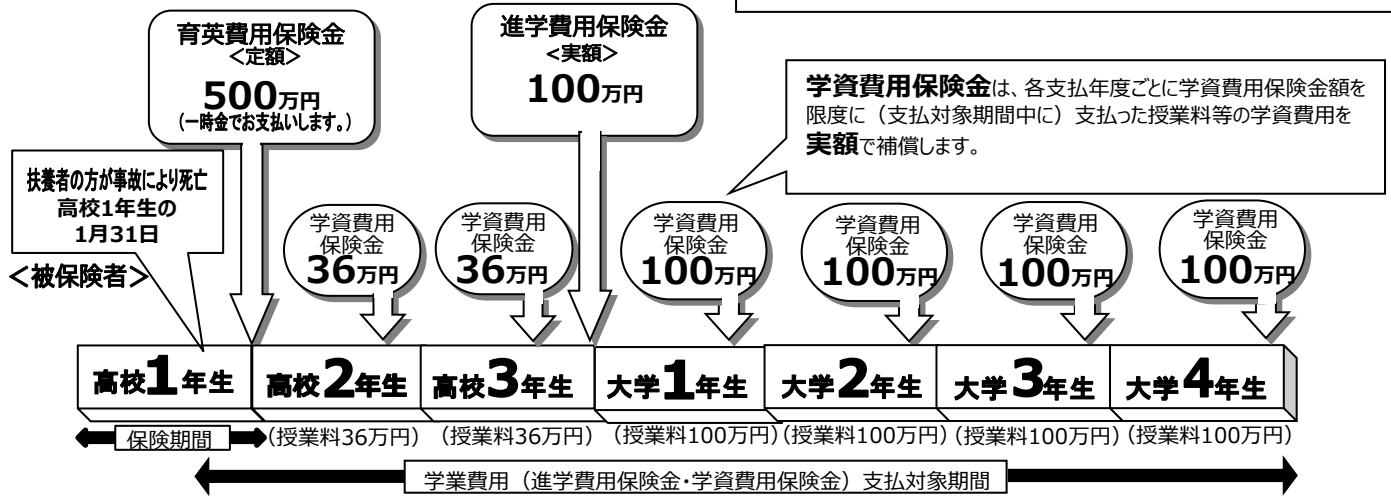 育英費用保険金
<定額>
500万円
(一時金でお支払いします。)
進学費用保険金
<実額>
100万円
学資費用保険金は、各支払年度ごとに学資費用保険金額を
限度に（支払対象期間中に）支払った授業料等の学資費用を
実額で補償します。
扶養者の方が事故により死亡
高校1年生の
1月31日
<被保険者>
学資費用
保険金
36万円
学資費用
保険金
36万円
学資費用
保険金
100万円
学資費用
保険金
100万円
学資費用
保険金
100万円
学資費用
保険金
100万円
高校1年生
高校2年生
高校3年生
大学1年生
大学2年生
大学3年生
大学4年生
保険期間
(授業料36万円)
(授業料36万円)
(授業料100万円)
(授業料100万円)
(授業料100万円)
(授業料100万円)
学業費用（進学費用保険金・学資費用保険金）支払対象期間